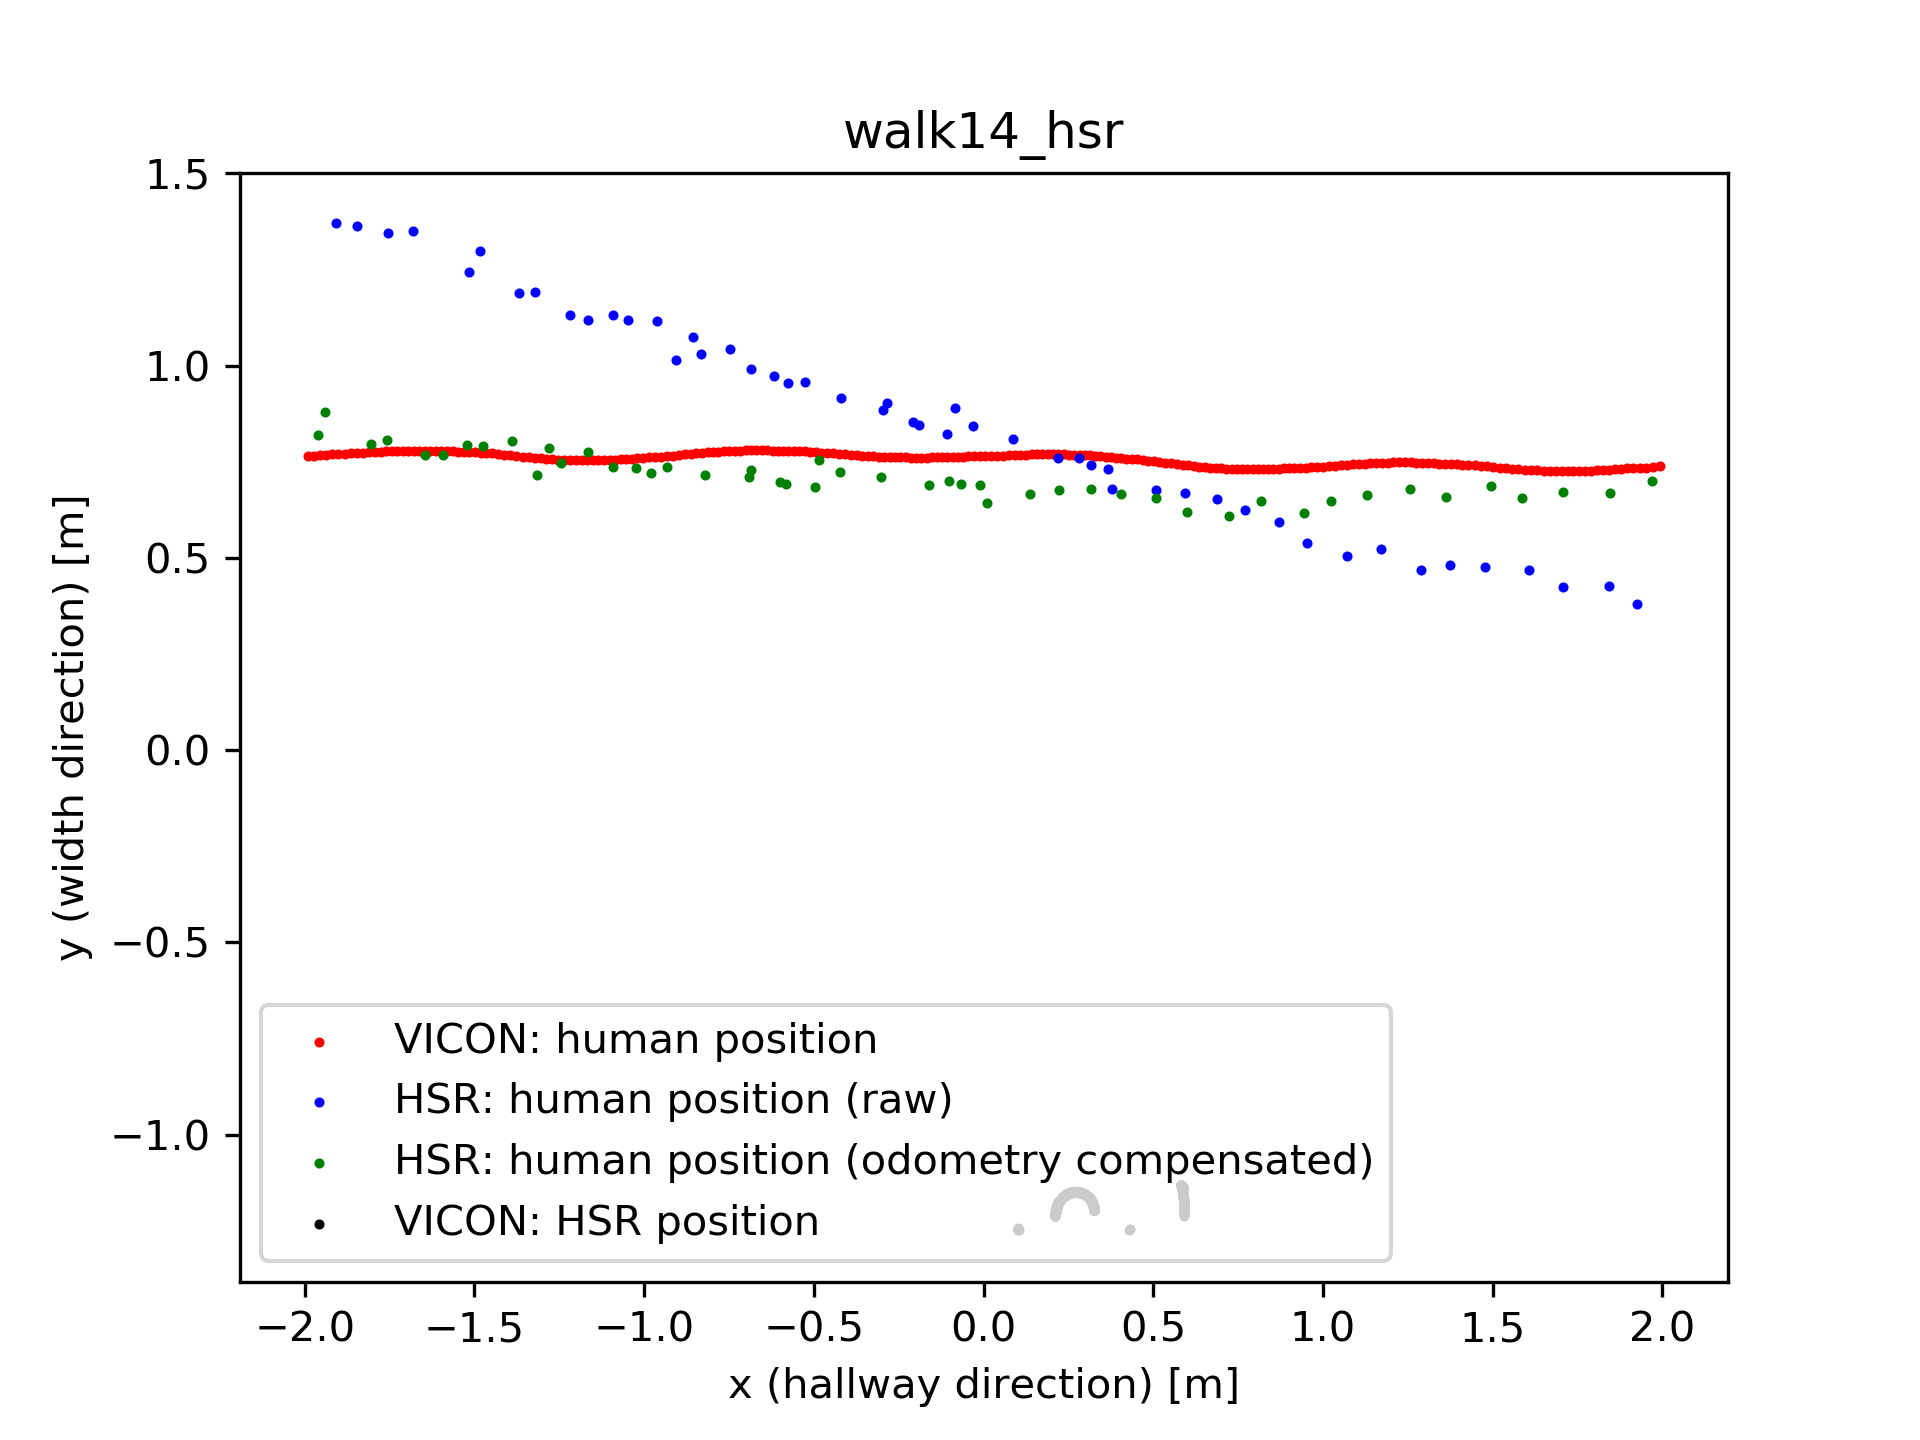 walk14_hsr
1.5
1.0
0.5
0.0
−0.5
−1.0
y (width direction) [m]
VICON: human position
HSR: human position (raw)
HSR: human position (odometry compensated)
VICON: HSR position
−2.0 −1.5 −1.0 −0.5 0.0 0.5 1.0 1.5 2.0
x (hallway direction) [m]